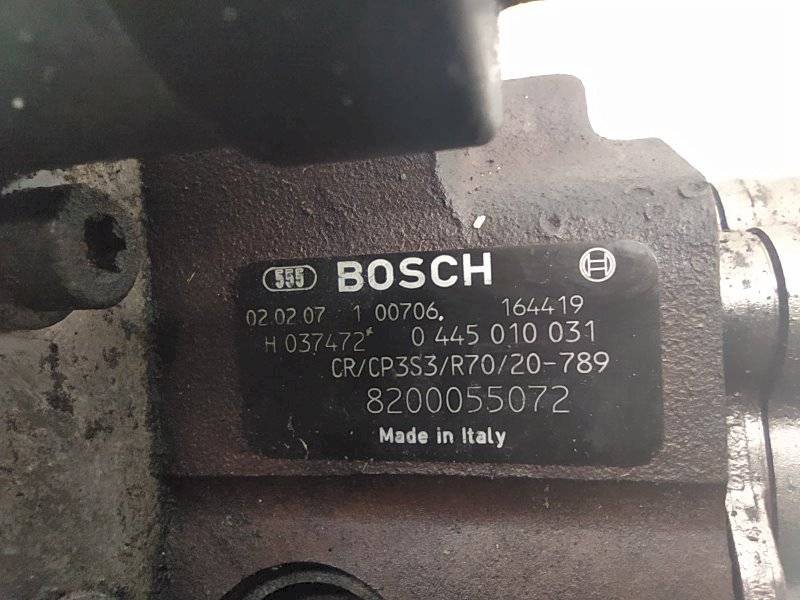 555 BOSCH
02.02.07 1 00706. 164419
H 037472* 0 445 010 031
CR/CP3S3/R70/20-789
8200055072
Made in Italy